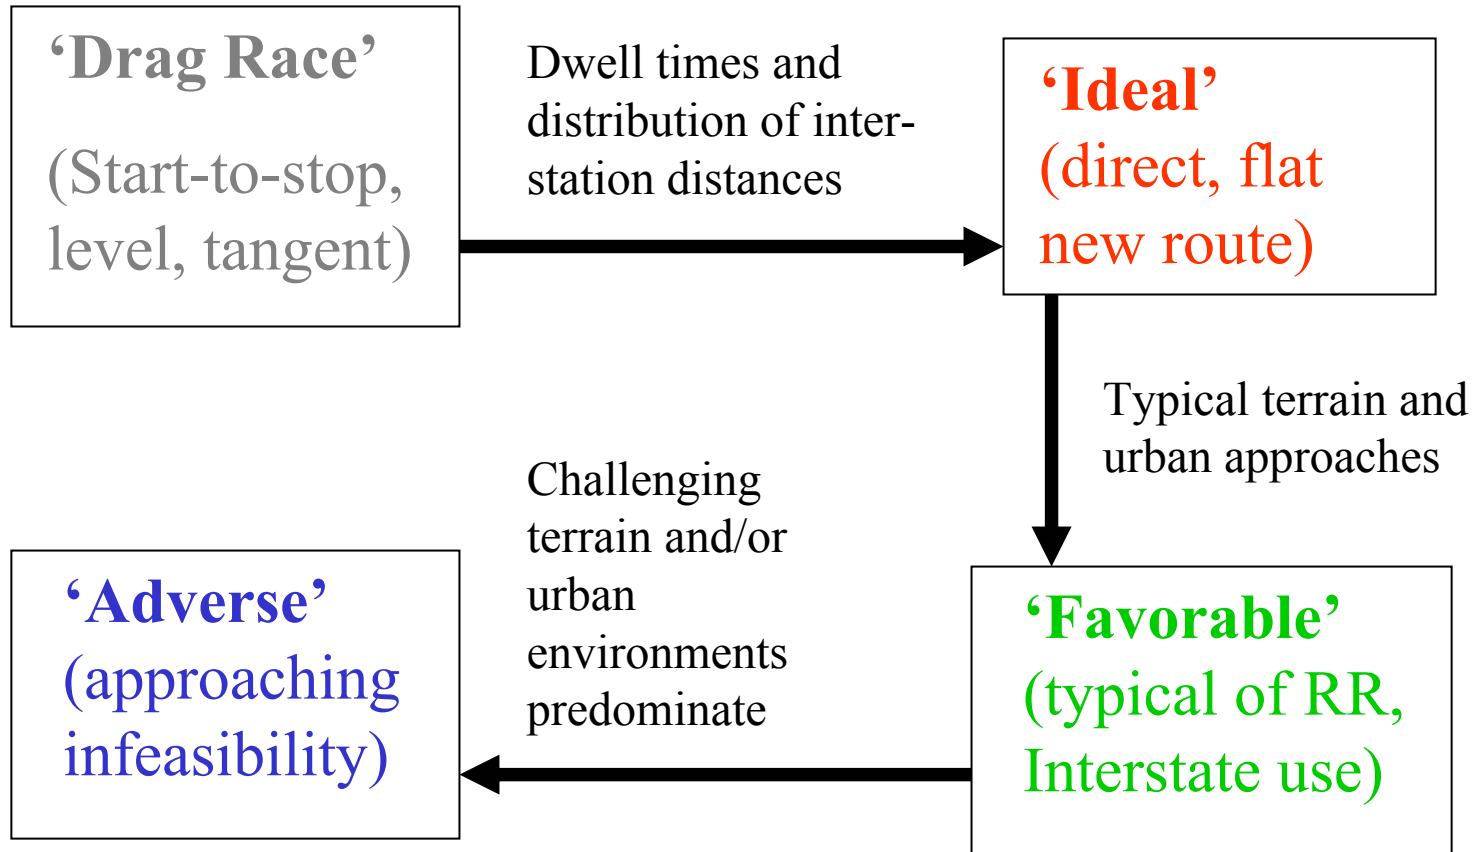 ‘Drag Race’
(Start-to-stop,
level, tangent)
Dwell times and
distribution of inter-
station distances
‘Ideal’
(direct, flat
new route)
Typical terrain and
urban approaches
‘Favorable’
(typical of RR,
Interstate use)
Challenging
terrain and/or
urban
environments
predominate
‘Adverse’
(approaching
infeasibility)